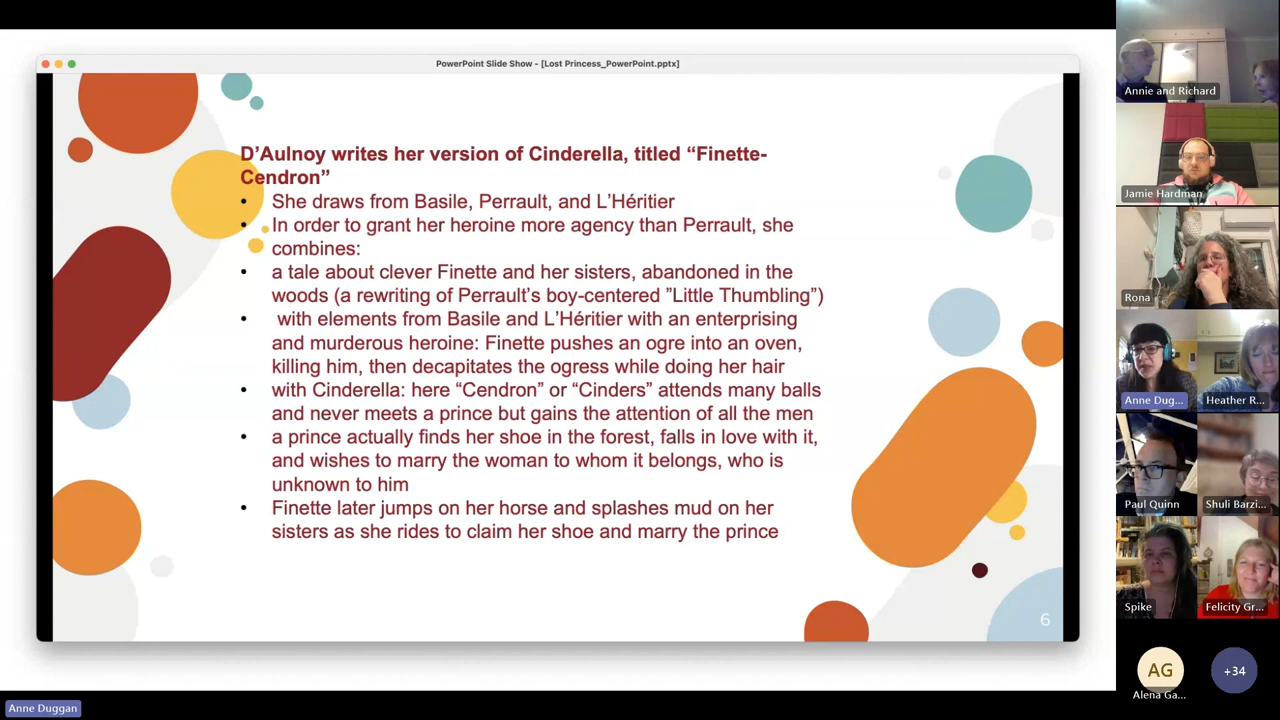 PowerPoint Slide Show - [Lost Princess_PowerPoint.pptx]
D’Aulnoy writes her version of Cinderella, titled “Finette-
Cendron”
• She draws from Basile, Perrault, and L’Héritier
• In order to grant her heroine more agency than Perrault, she
combines:
• a tale about clever Finette and her sisters, abandoned in the
woods (a rewriting of Perrault’s boy-centered ”Little Thumbling”)
• with elements from Basile and L’Héritier with an enterprising
and murderous heroine: Finette pushes an ogre into an oven,
killing him, then decapitates the ogress while doing her hair
• with Cinderella: here “Cendron” or “Cinders” attends many balls
and never meets a prince but gains the attention of all the men
• a prince actually finds her shoe in the forest, falls in love with it,
and wishes to marry the woman to whom it belongs, who is
unknown to him
• Finette later jumps on her horse and splashes mud on her
sisters as she rides to claim her shoe and marry the prince
6
Annie and Richard
Jamie Hardman
Rona
Anne Dug...
Heather R...
Paul Quinn
Shuli Barzi...
Spike
Felicity Gr...
AG
Alena Ga...
+34
Anne Duggan